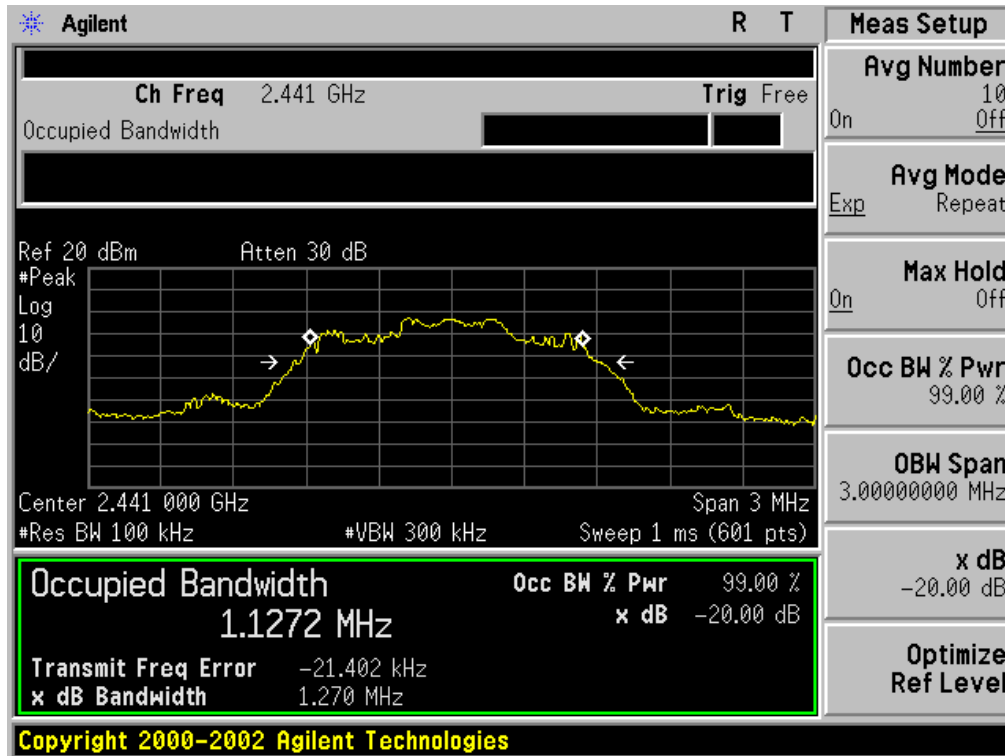 Agilent R T
Ch Freq 2.441 GHz Trig Free
Occupied Bandwidth
Ref 20 dBm Atten 30 dB
#Peak
Log
10
dB/
Center 2.441 000 GHz Span 3 MHz
#Res BW 100 kHz #VBW 300 kHz Sweep 1 ms (601 pts)
Occupied Bandwidth Occ BW % Pwr 99.00 %
1.1272 MHz x dB -20.00 dB
Transmit Freq Error -21.402 kHz
x dB Bandwidth 1.270 MHz
Copyright 2000-2002 Agilent Technologies
Meas Setup
Avg Number
10
On Off
Avg Mode
Exp Repeat
Max Hold
On Off
Occ BW % Pwr
99.00 %
OBW Span
3.00000000 MHz
x dB
-20.00 dB
Optimize
Ref Level